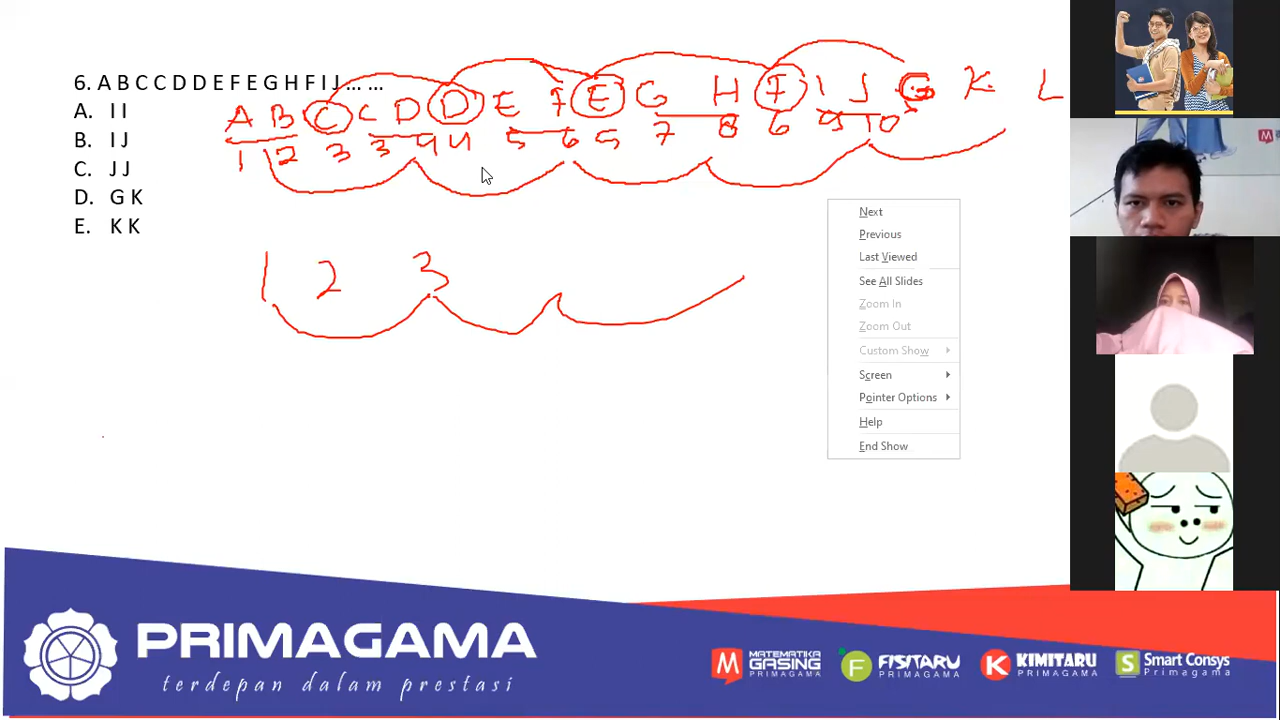 6. A B C C D D E F E G H F I J ... ...
A. I I
B. I J
C. J J
D. G K
E. K K
A B C C D D E F E G H F I J G K L
1 2 3 3 4 4 5 6 5 7 8 6 9 10
1 2 3
Next
Previous
Last Viewed
See All Slides
Zoom In
Zoom Out
Custom Show
Screen
Pointer Options
Help
End Show
PRIMAGAMA
terdepan dalam prestasi
MATEMATIKA
GASING
PRIMAGAMA
F FISITARU
PRIMAGAMA
K KIMITARU
PRIMAGAMA
S Smart Consys
Primagama